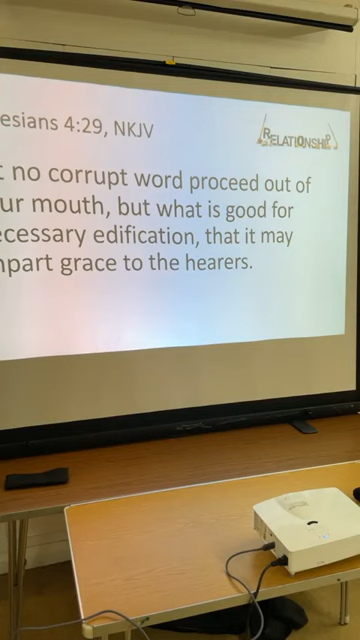 esians 4:29, NKJV
RELATIONSHIP
t no corrupt word proceed out of
ur mouth, but what is good for
ecessary edification, that it may
npart grace to the hearers.